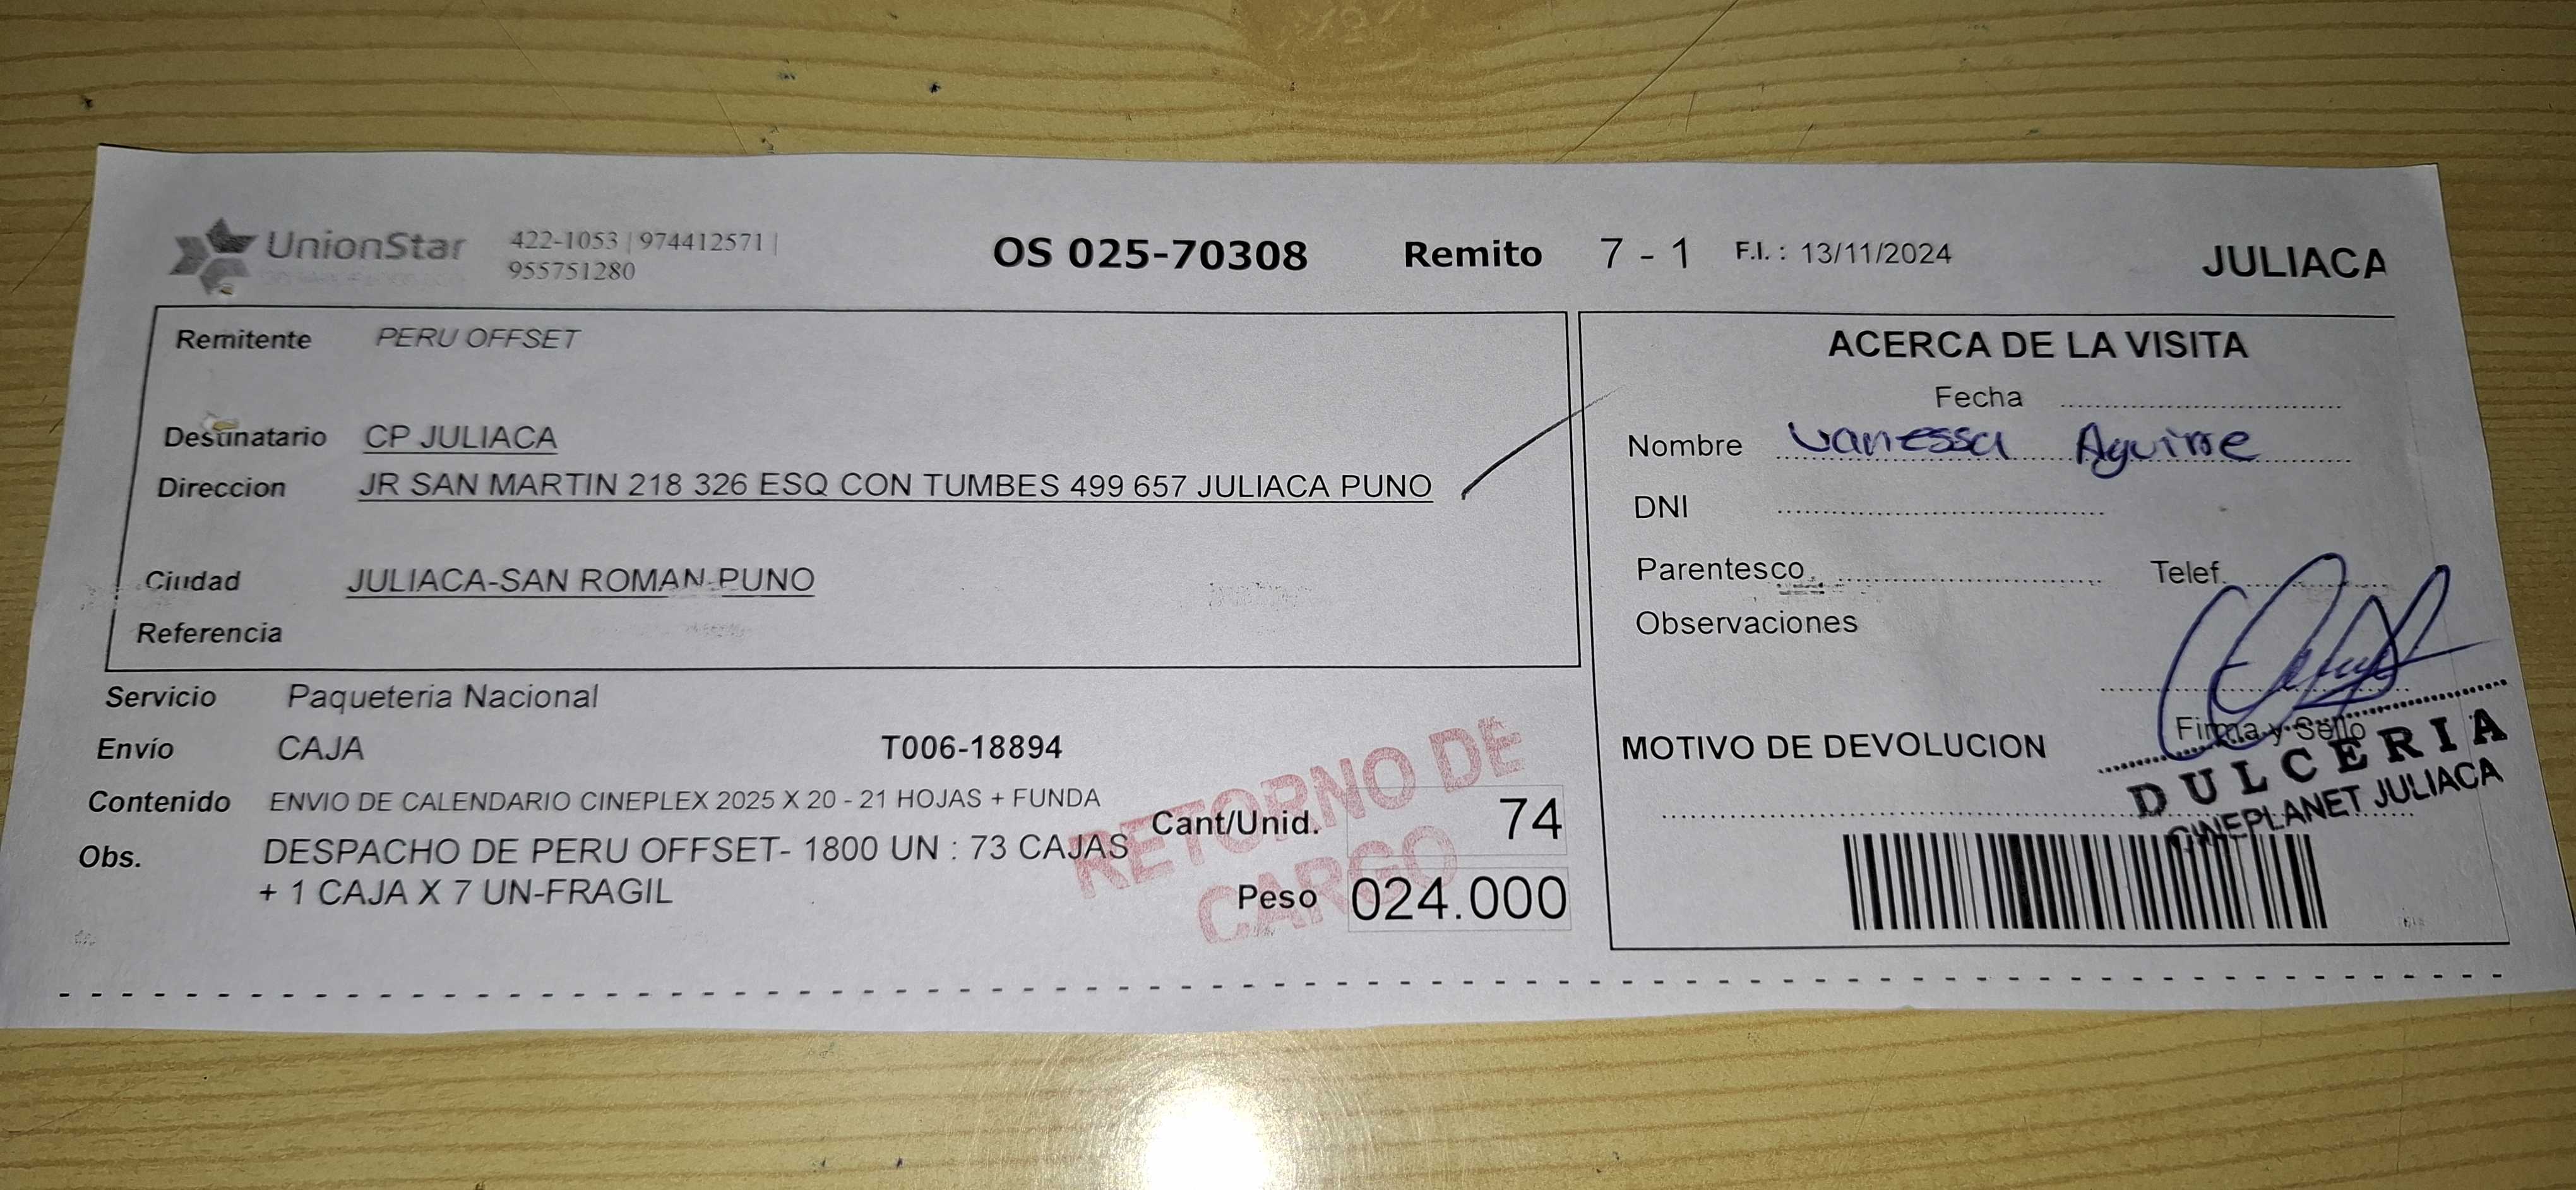 UnionStar
422-1053 | 974412571 |
955751280
OS 025-70308 Remito 7 - 1 F.I. : 13/11/2024 JULIACA
Remitente PERU OFFSET
Destinatario CP JULIACA
Direccion JR SAN MARTIN 218 326 ESQ CON TUMBES 499 657 JULIACA PUNO
Ciudad JULIACA-SAN ROMAN-PUNO
Referencia
Servicio Paqueteria Nacional
Envío CAJA T006-18894
Contenido ENVIO DE CALENDARIO CINEPLEX 2025 X 20 - 21 HOJAS + FUNDA
Obs. DESPACHO DE PERU OFFSET- 1800 UN : 73 CAJAS
+ 1 CAJA X 7 UN-FRAGIL
Cant/Unid. 74
Peso 024.000
RETORNO DE
CARGO
ACERCA DE LA VISITA
Fecha
Nombre Vanessa Aguirre
DNI
Parentesco Telef.
Observaciones
Firma y Sello
MOTIVO DE DEVOLUCION
DULCERIA
CINEPLANET JULIACA